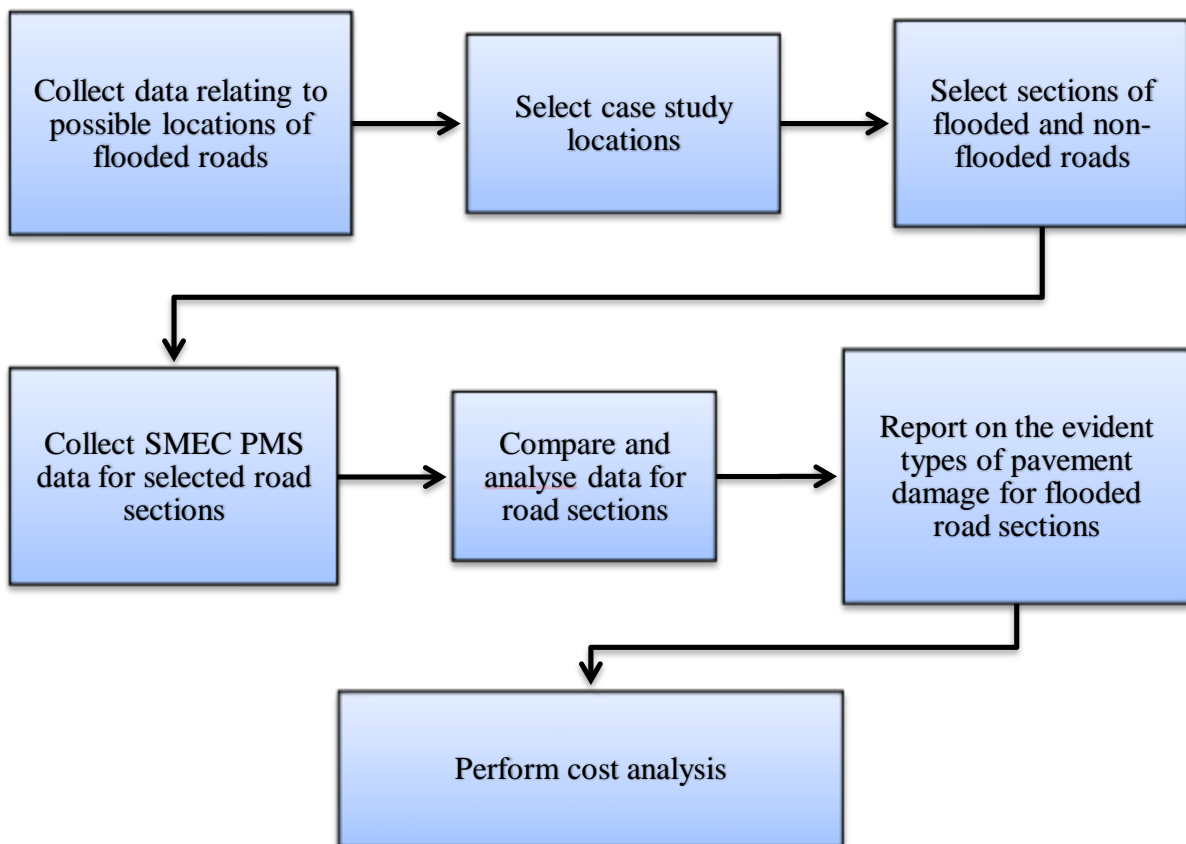 Collect data relating to
possible locations of
flooded roads
Select case study
locations
Select sections of
flooded and non-
flooded roads
Collect SMEC PMS
data for selected road
sections
Compare and
analyse data for
road sections
Report on the evident
types of pavement
damage for flooded
road sections
Perform cost analysis